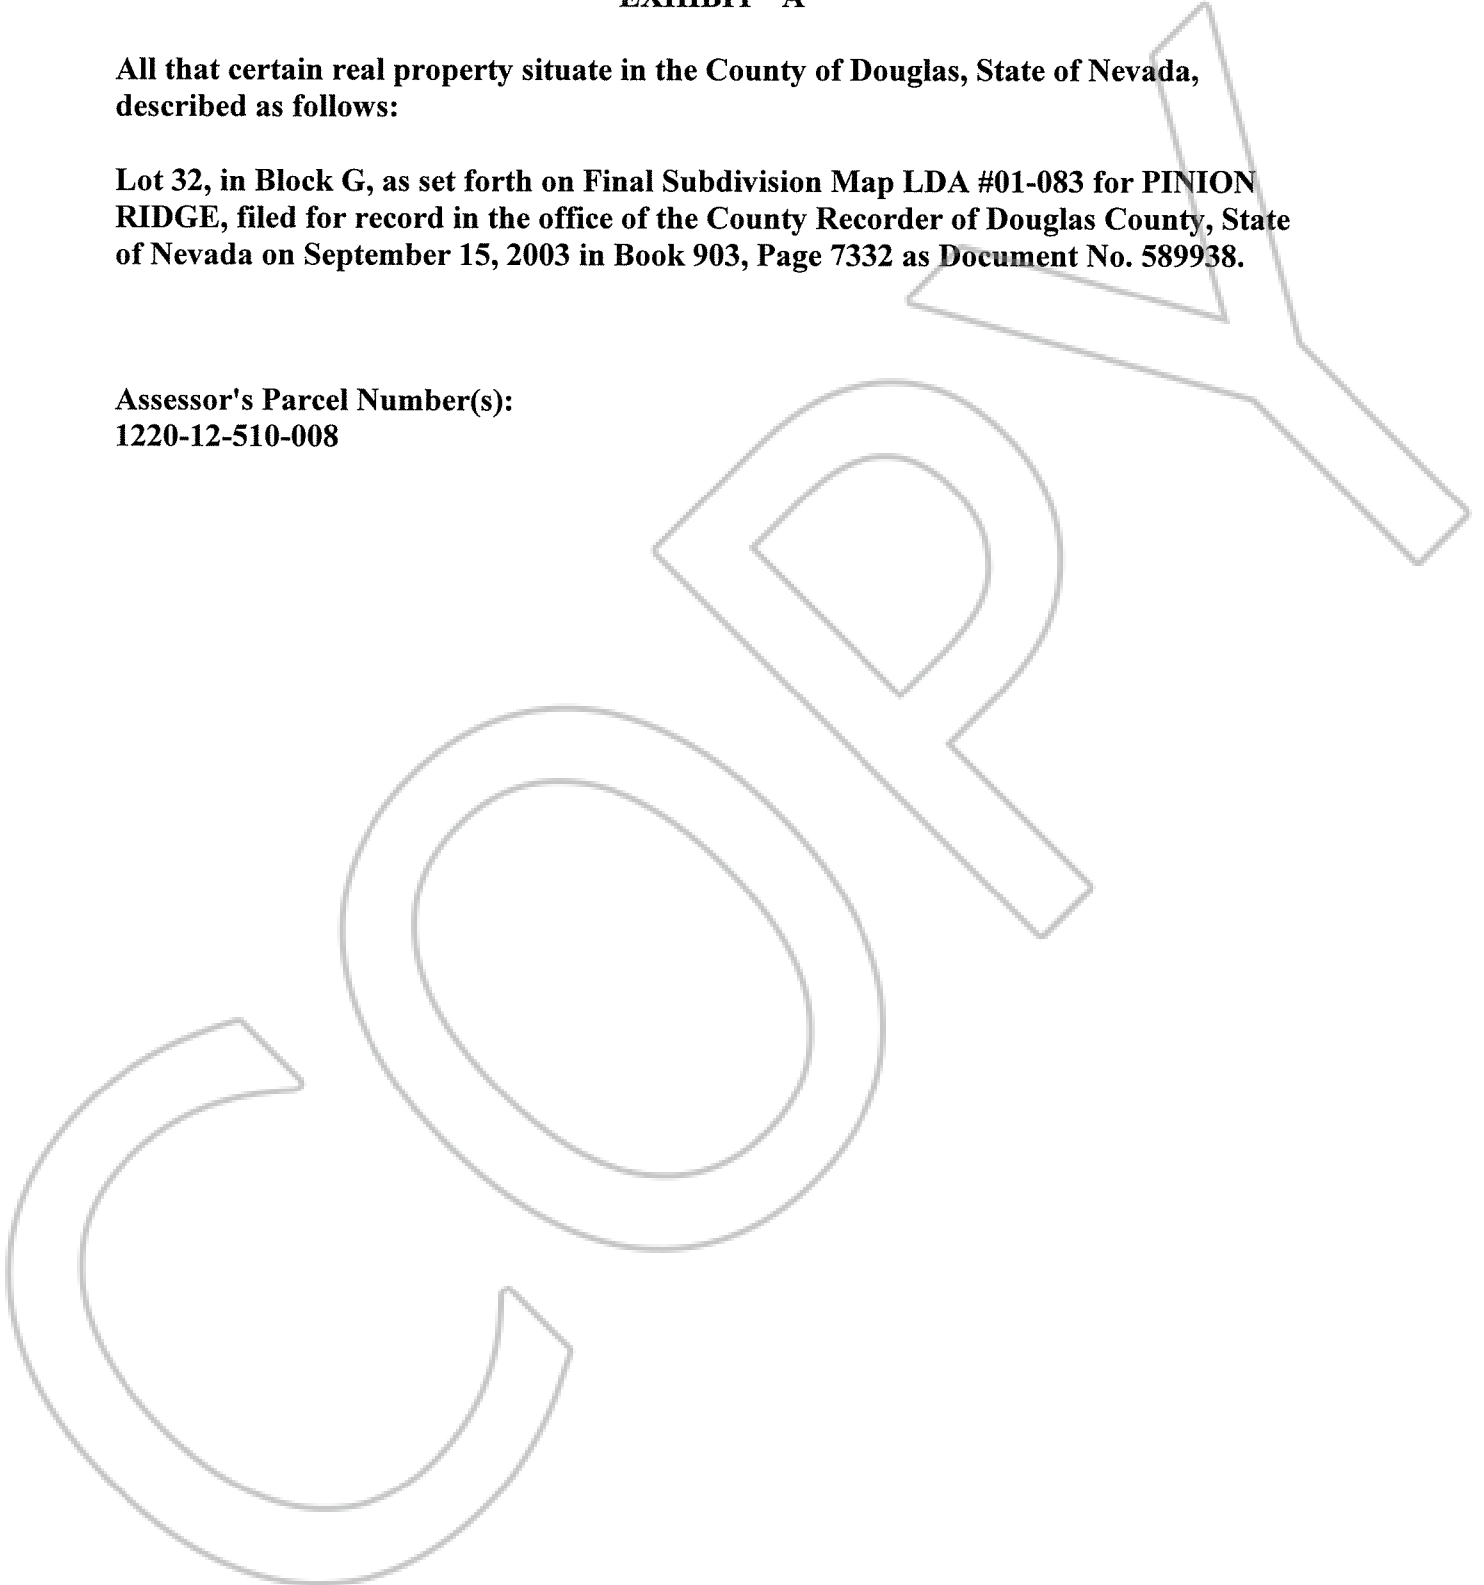 EXHIBIT "A"
All that certain real property situate in the County of Douglas, State of Nevada,
described as follows:
Lot 32, in Block G, as set forth on Final Subdivision Map LDA #01-083 for PINION
RIDGE, filed for record in the office of the County Recorder of Douglas County, State
of Nevada on September 15, 2003 in Book 903, Page 7332 as Document No. 589938.
Assessor's Parcel Number(s):
1220-12-510-008
COPY